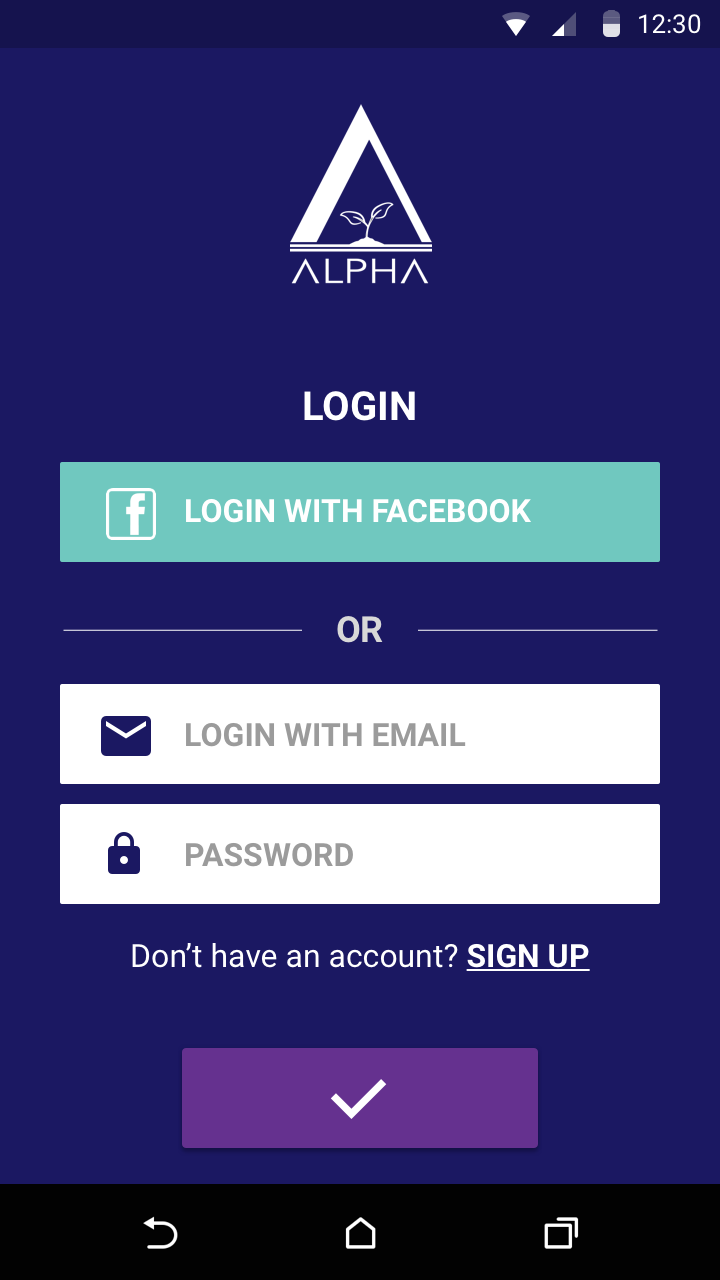 12:30
ALPHA
LOGIN
LOGIN WITH FACEBOOK
OR
LOGIN WITH EMAIL
PASSWORD
Don’t have an account? SIGN UP